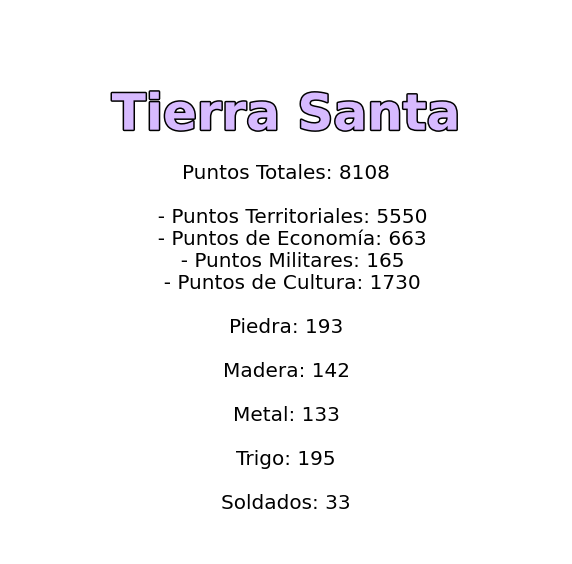 Tierra Santa
Puntos Totales: 8108
- Puntos Territoriales: 5550
- Puntos de Economía: 663
- Puntos Militares: 165
- Puntos de Cultura: 1730
Piedra: 193
Madera: 142
Metal: 133
Trigo: 195
Soldados: 33